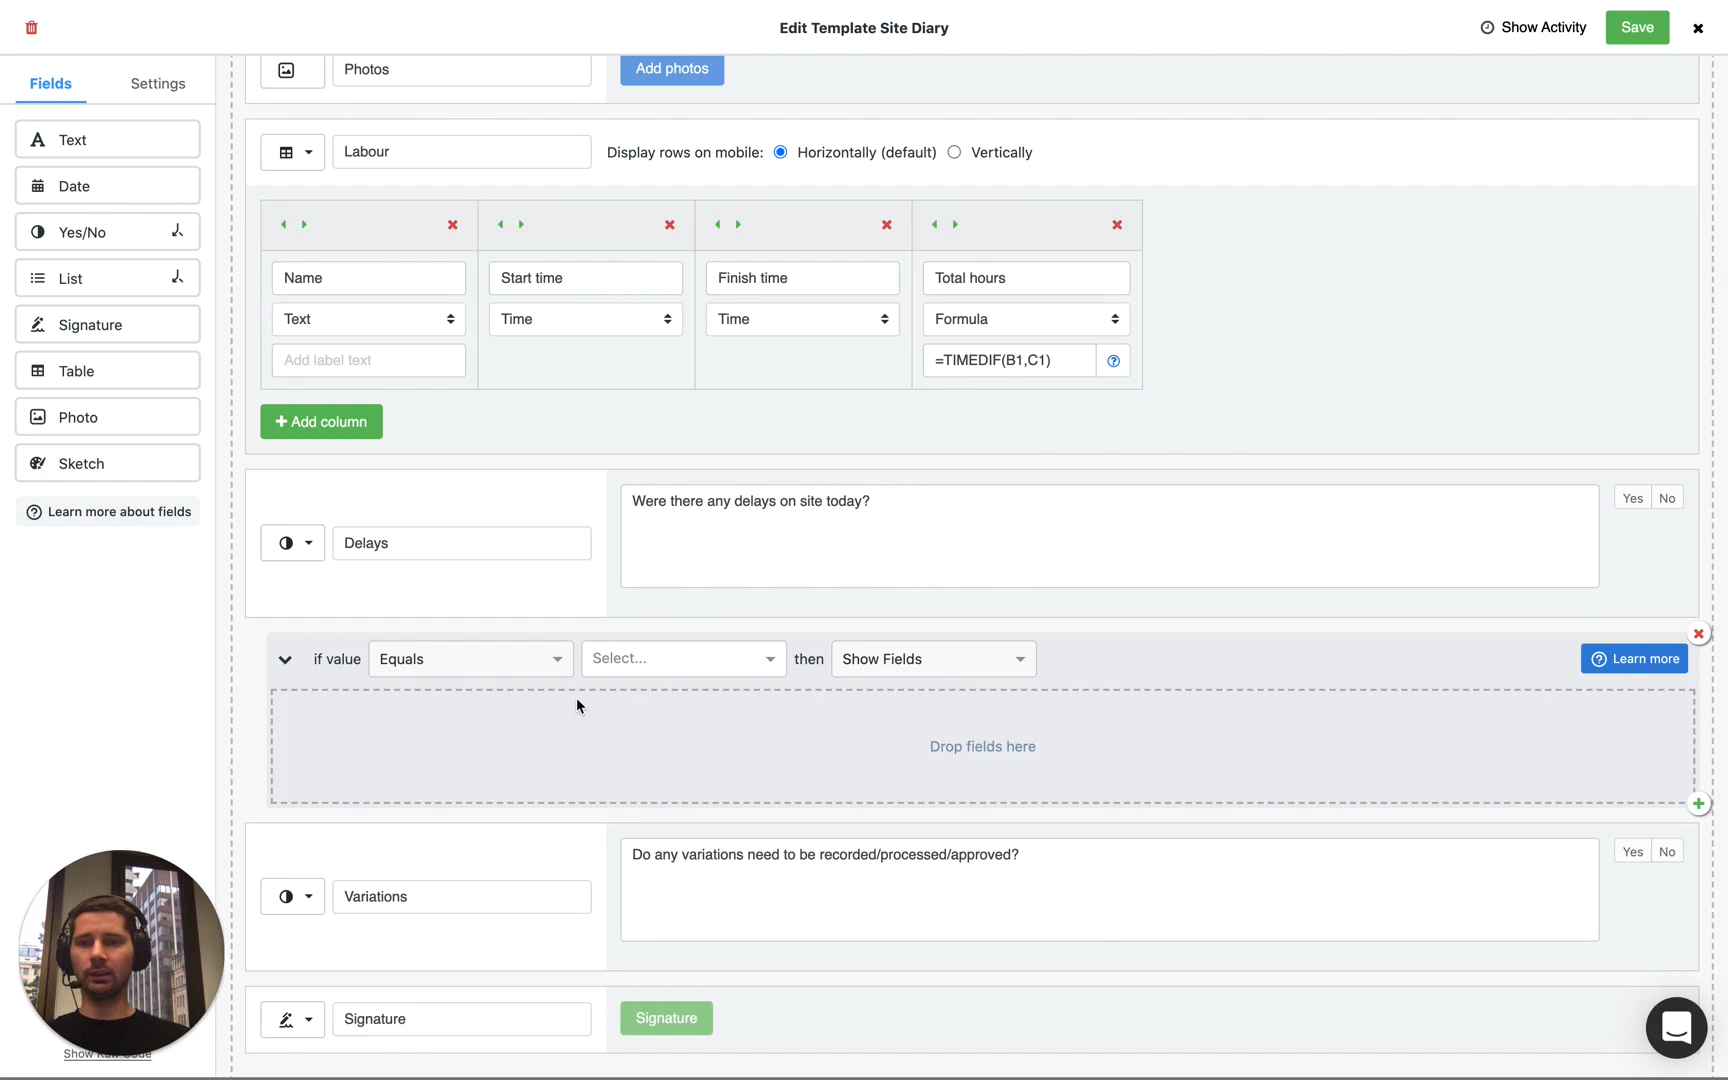 Edit Template Site Diary
Show Activity
Save
Fields
Settings
Photos
Add photos
Text
Date
Yes/No
List
Signature
Table
Photo
Sketch
Learn more about fields
Labour
Display rows on mobile:
Horizontally (default)
Vertically
Name
Start time
Finish time
Total hours
Text
Time
Time
Formula
Add label text
=TIMEDIF(B1,C1)
Add column
Delays
Were there any delays on site today?
Yes
No
if value
Equals
Select...
then
Show Fields
Learn more
Drop fields here
Variations
Do any variations need to be recorded/processed/approved?
Yes
No
Signature
Signature
Show Raw Code